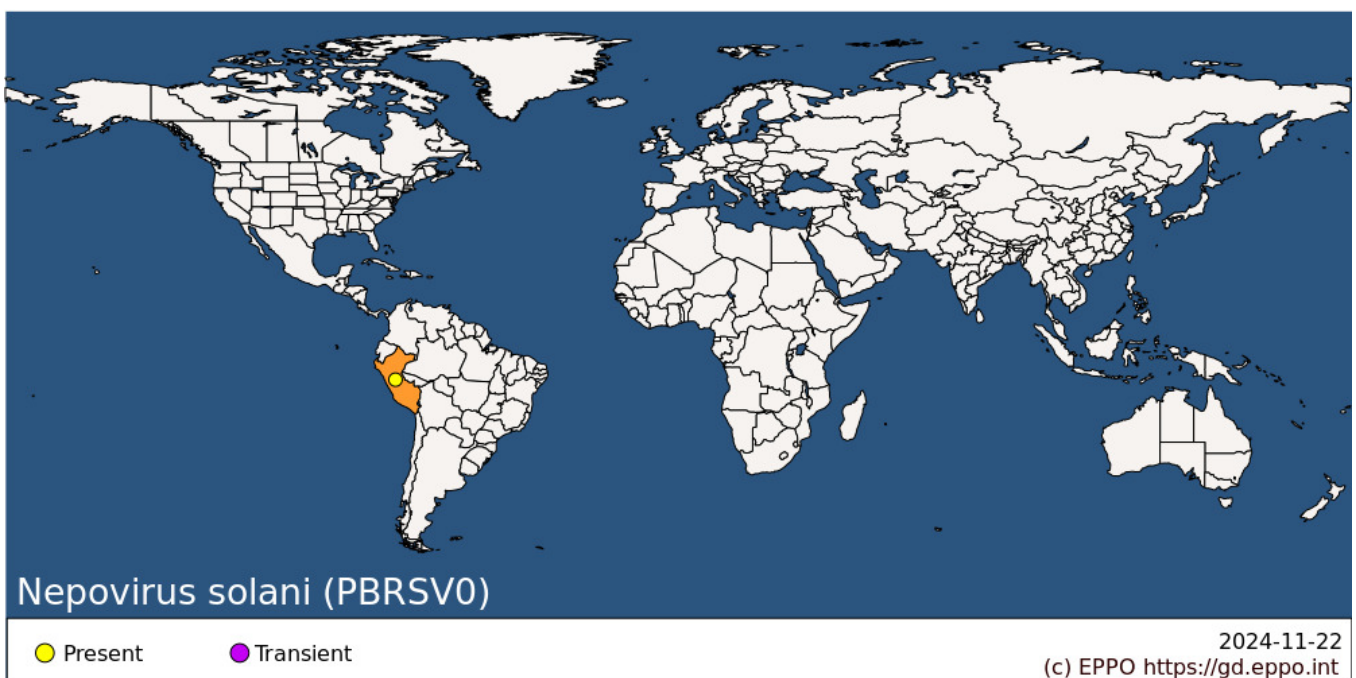 Nepovirus solani (PBRSV0)
Present
Transient
2024-11-22
(c) EPPO https://gd.eppo.int